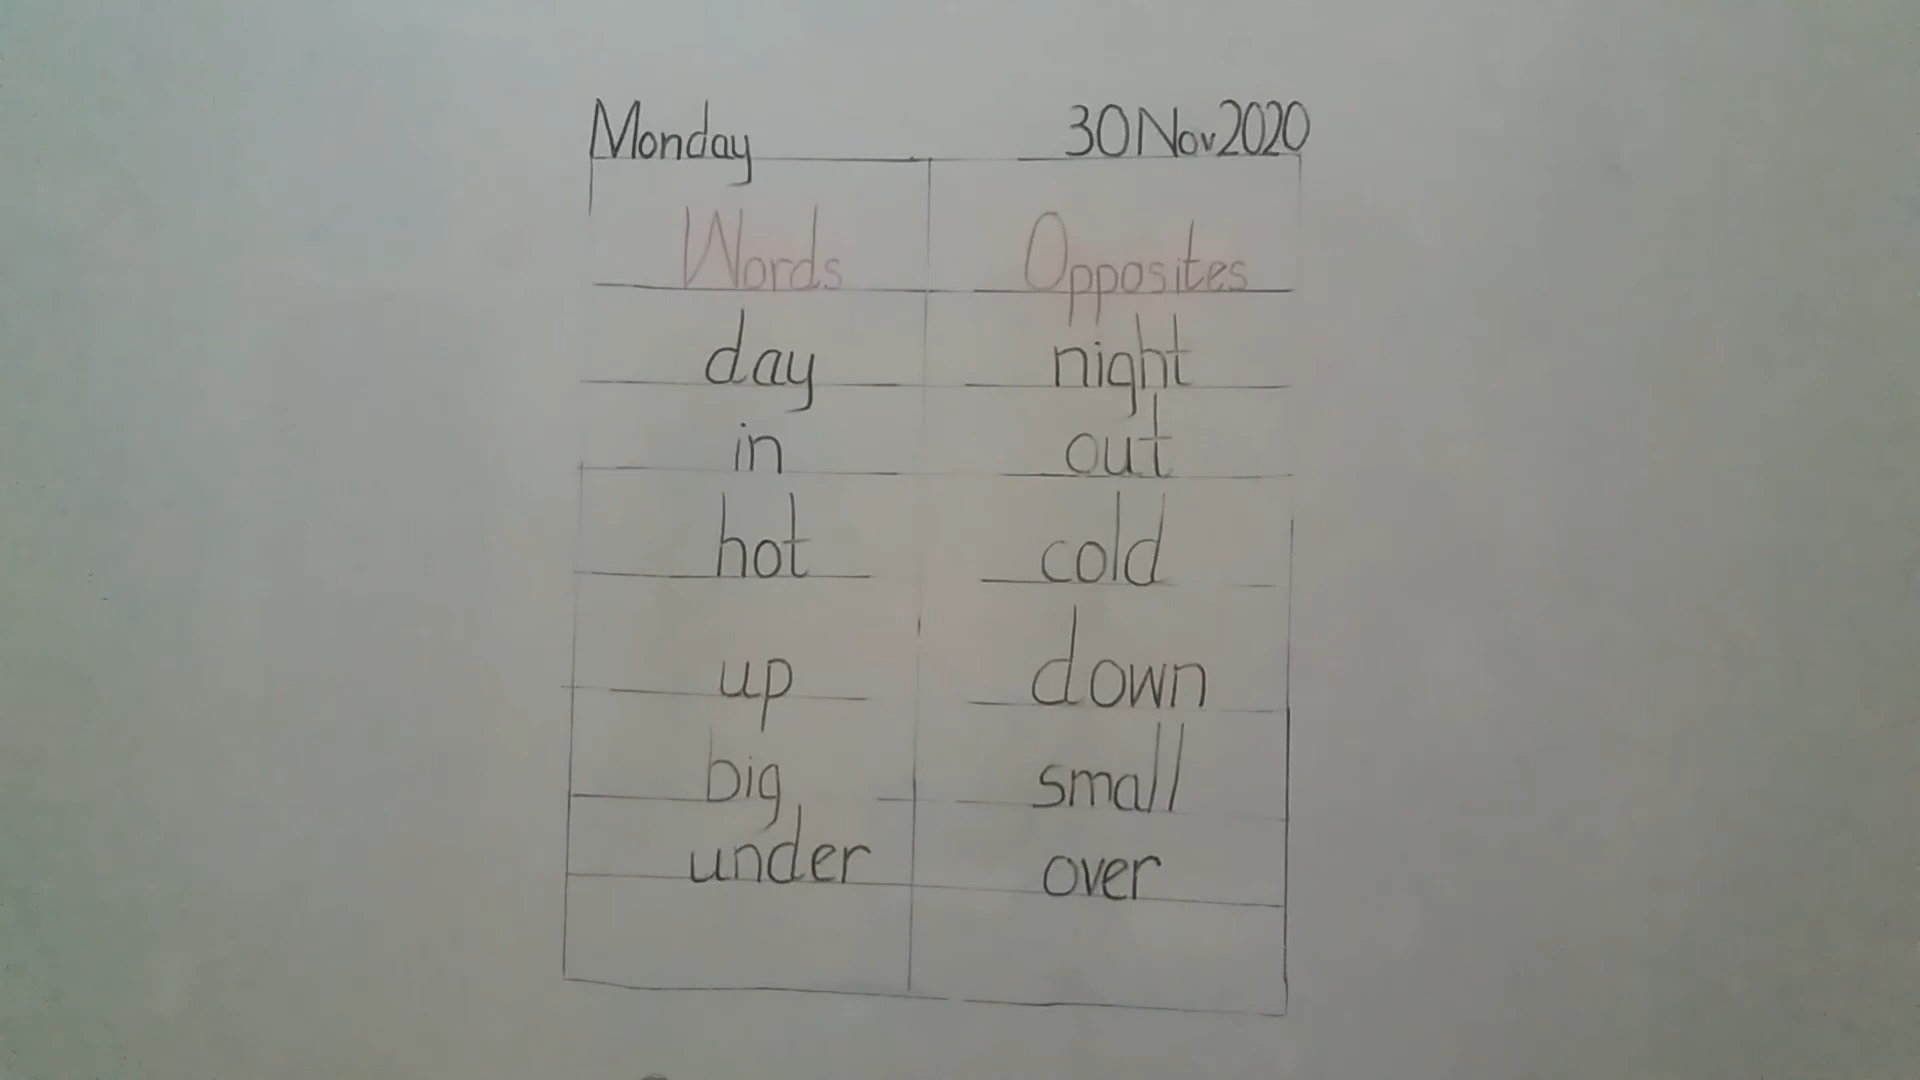 Monday 30 Nov 2020
Words Opposites
day night
in out
hot cold
up down
big small
under over